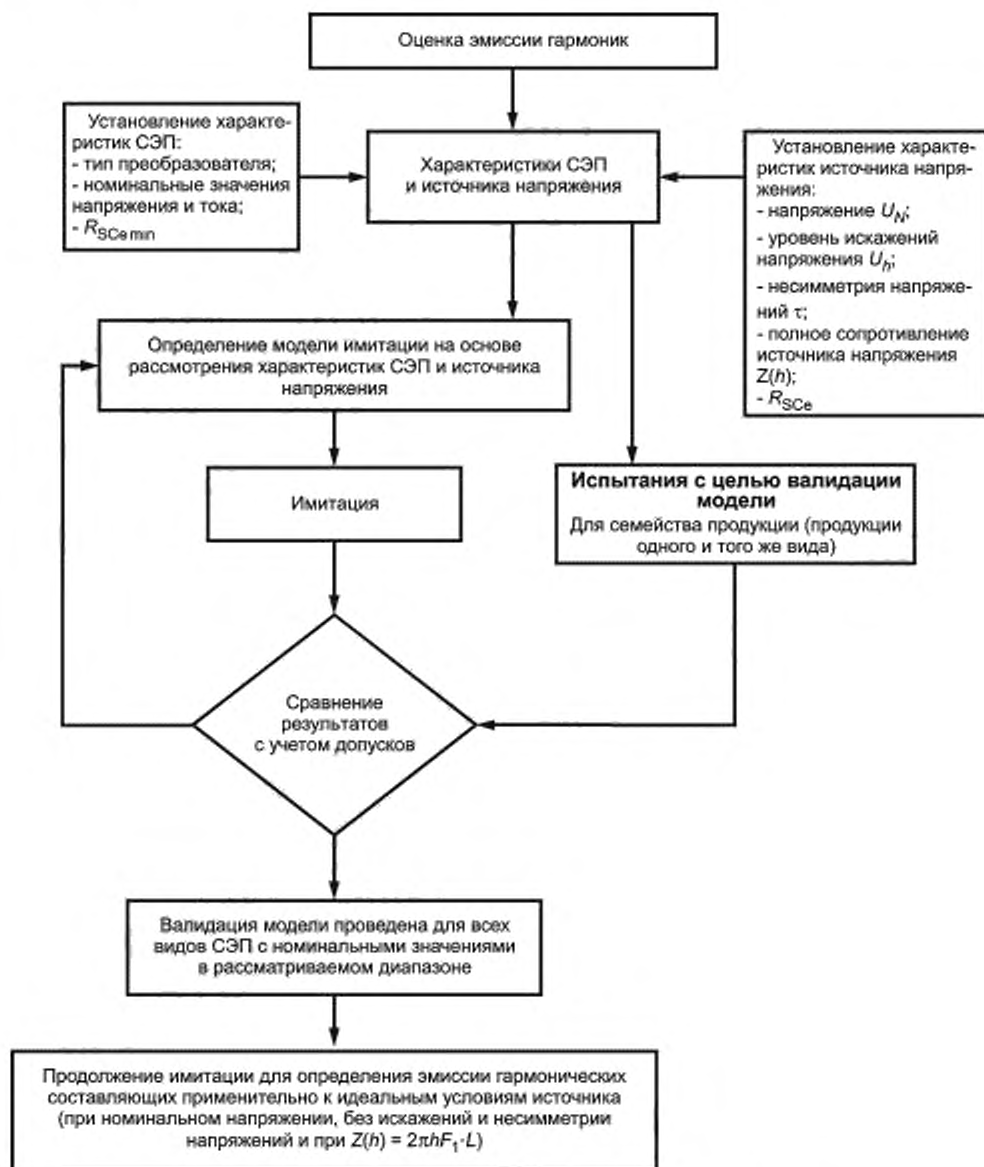 Оценка эмиссии гармоник
Установление характе-
ристик СЭП:
- тип преобразователя;
- номинальные значения
напряжения и тока;
- R_SCe min
Характеристики СЭП
и источника напряжения
Установление характе-
ристик источника напря-
жения:
- напряжение U_N;
- уровень искажений
напряжения U_h;
- несимметрия напряже-
ний τ;
- полное сопротивление
источника напряжения
Z(h);
- R_SCe
Определение модели имитации на основе
рассмотрения характеристик СЭП и источника
напряжения
Имитация
Испытания с целью валидации
модели
Для семейства продукции (продукции
одного и того же вида)
Сравнение
результатов
с учетом допусков
Валидация модели проведена для всех
видов СЭП с номинальными значениями
в рассматриваемом диапазоне
Продолжение имитации для определения эмиссии гармонических
составляющих применительно к идеальным условиям источника
(при номинальном напряжении, без искажений и несимметрии
напряжений и при Z(h) = 2πhF₁·L)